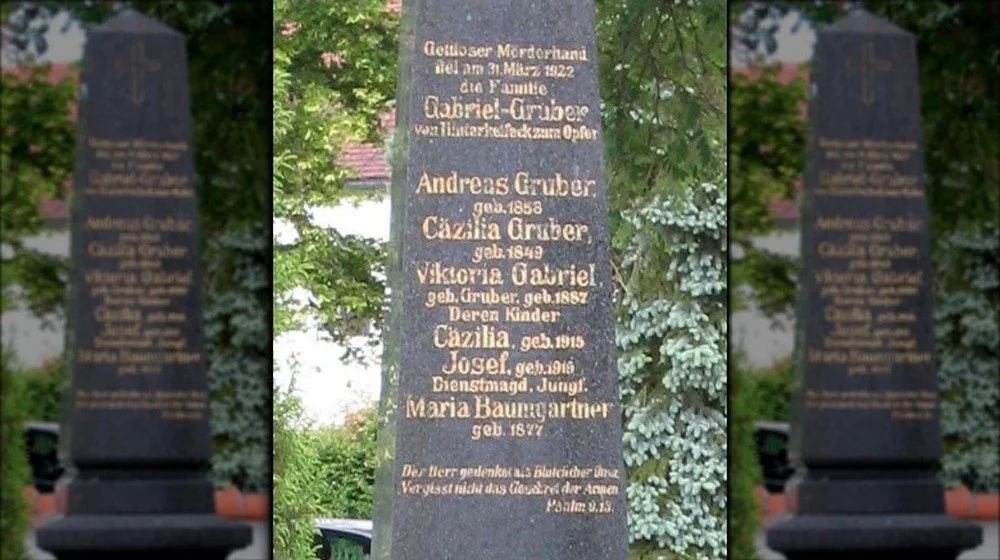 Gottloser Mörderhand
fiel am 31. März 1922
die Familie
Gabriel-Gruber
von Hinterkaifeck zum Opfer
Andreas Gruber,
geb. 1858
Cäzilia Gruber,
geb. 1849
Viktoria Gabriel
geb. Gruber, geb. 1887
Deren Kinder
Cäzilia, geb. 1915
Josef, geb. 1919
Dienstmagd, Jungf.
Maria Baumgartner
geb. 1877
Der Herr gedenket als Bluträcher ihrer,
Vergisst nicht das Geschrei der Armen
Psalm 9.13.